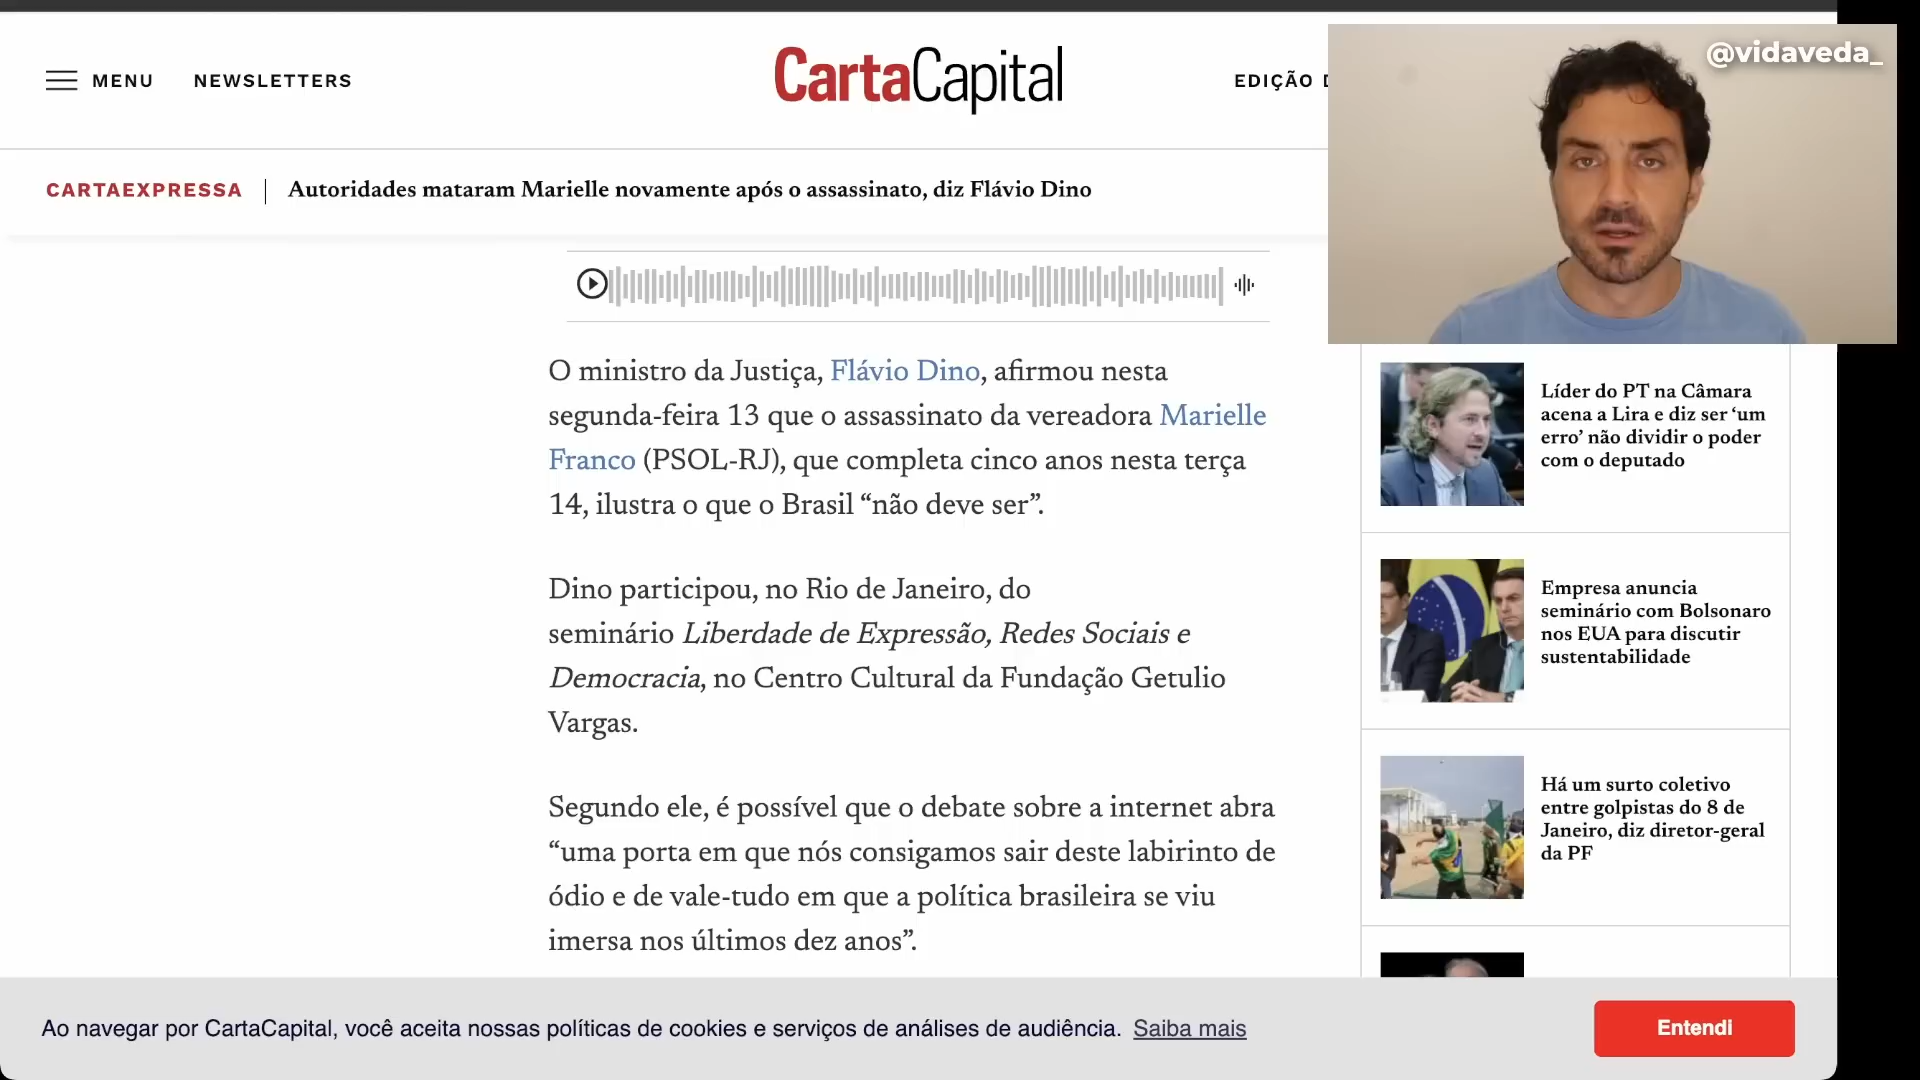 MENU
NEWSLETTERS
CartaCapital
EDIÇÃO
@vidaveda_
CARTAEXPRESSA
Autoridades mataram Marielle novamente após o assassinato, diz Flávio Dino
O ministro da Justiça, Flávio Dino, afirmou nesta
segunda-feira 13 que o assassinato da vereadora Marielle
Franco (PSOL-RJ), que completa cinco anos nesta terça
14, ilustra o que o Brasil “não deve ser”.
Dino participou, no Rio de Janeiro, do
seminário Liberdade de Expressão, Redes Sociais e
Democracia, no Centro Cultural da Fundação Getulio
Vargas.
Segundo ele, é possível que o debate sobre a internet abra
“uma porta em que nós consigamos sair deste labirinto de
ódio e de vale-tudo em que a política brasileira se viu
imersa nos últimos dez anos”.
Líder do PT na Câmara
acena a Lira e diz ser ‘um
erro’ não dividir o poder
com o deputado
Empresa anuncia
seminário com Bolsonaro
nos EUA para discutir
sustentabilidade
Há um surto coletivo
entre golpistas do 8 de
Janeiro, diz diretor-geral
da PF
Ao navegar por CartaCapital, você aceita nossas políticas de cookies e serviços de análises de audiência. Saiba mais
Entendi